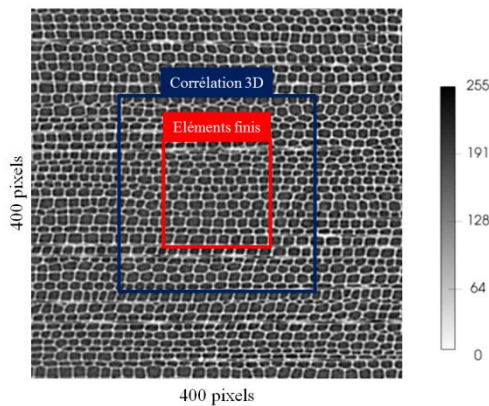 Corrélation 3D
Eléments finis
400 pixels
400 pixels
255
191
128
64
0